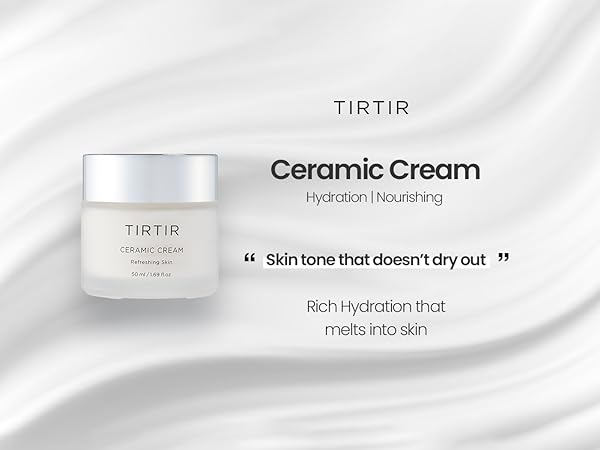 TIRTIR
Ceramic Cream
Hydration | Nourishing
“ Skin tone that doesn’t dry out ”
Rich Hydration that
melts into skin
TIRTIR
CERAMIC CREAM
Refreshing Skin
50 ml / 1.69 fl.oz